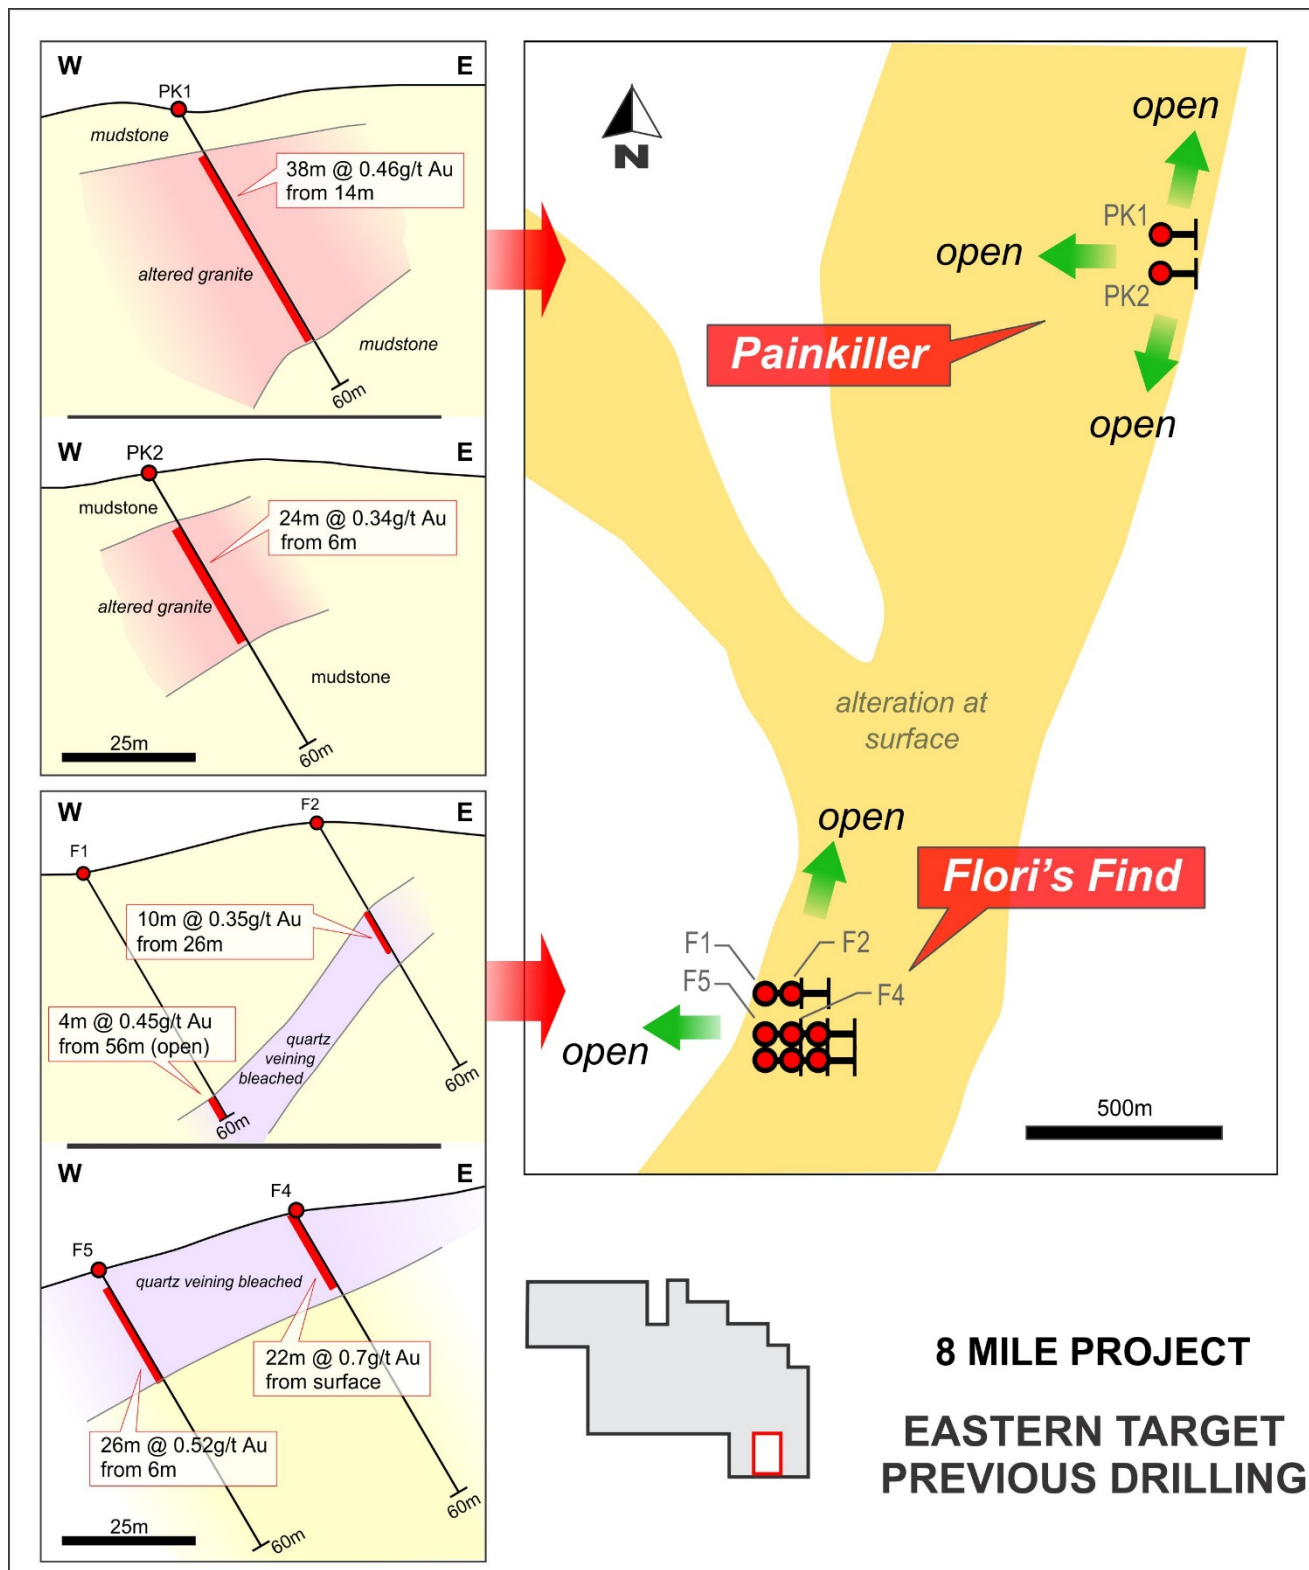 W
E
PK1
mudstone
38m @ 0.46g/t Au
from 14m
altered granite
mudstone
60m
W
E
PK2
mudstone
24m @ 0.34g/t Au
from 6m
altered granite
mudstone
25m
60m
W
E
F2
F1
10m @ 0.35g/t Au
from 26m
4m @ 0.45g/t Au
from 56m (open)
quartz
veining
bleached
60m
60m
W
E
F4
F5
quartz veining bleached
22m @ 0.7g/t Au
from surface
26m @ 0.52g/t Au
from 6m
60m
25m
60m
N
open
PK1
open
PK2
Painkiller
open
alteration at
surface
open
Flori's Find
F1
F2
F5
F4
open
500m
8 MILE PROJECT
EASTERN TARGET
PREVIOUS DRILLING